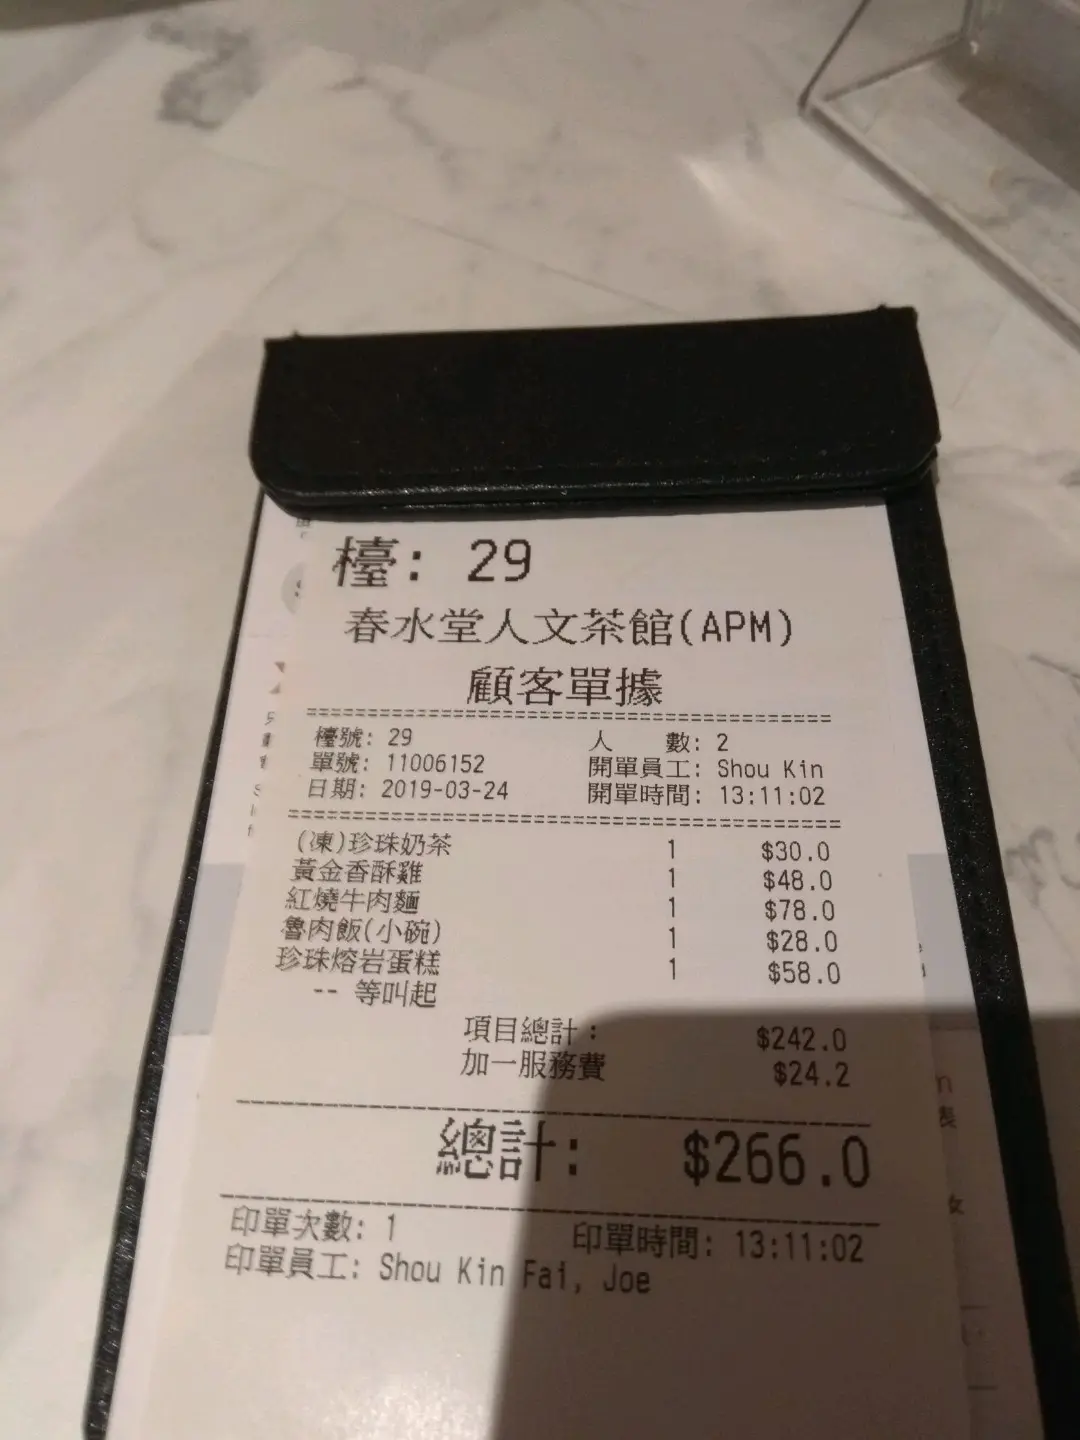 檯: 29
春水堂人文茶館(APM)
顧客單據
檯號: 29 人 數: 2
單號: 11006152 開單員工: Shou Kin
日期: 2019-03-24 開單時間: 13:11:02
(凍)珍珠奶茶 1 $30.0
黃金香酥雞 1 $48.0
紅燒牛肉麵 1 $78.0
魯肉飯(小碗) 1 $28.0
珍珠熔岩蛋糕 1 $58.0
-- 等叫起
項目總計: $242.0
加一服務費 $24.2
總計: $266.0
印單次數: 1 印單時間: 13:11:02
印單員工: Shou Kin Fai, Joe